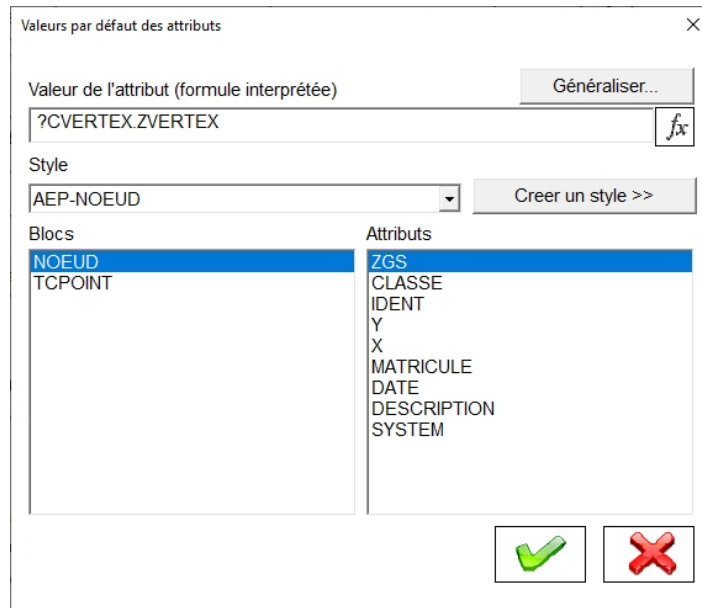 Valeurs par défaut des attributs
Valeur de l'attribut (formule interprétée)
Généraliser...
?CVERTEX.ZVERTEX
fx
Style
AEP-NOEUD
Creer un style >>
Blocs
Attributs
NOEUD
TCPOINT
ZGS
CLASSE
IDENT
Y
X
MATRICULE
DATE
DESCRIPTION
SYSTEM